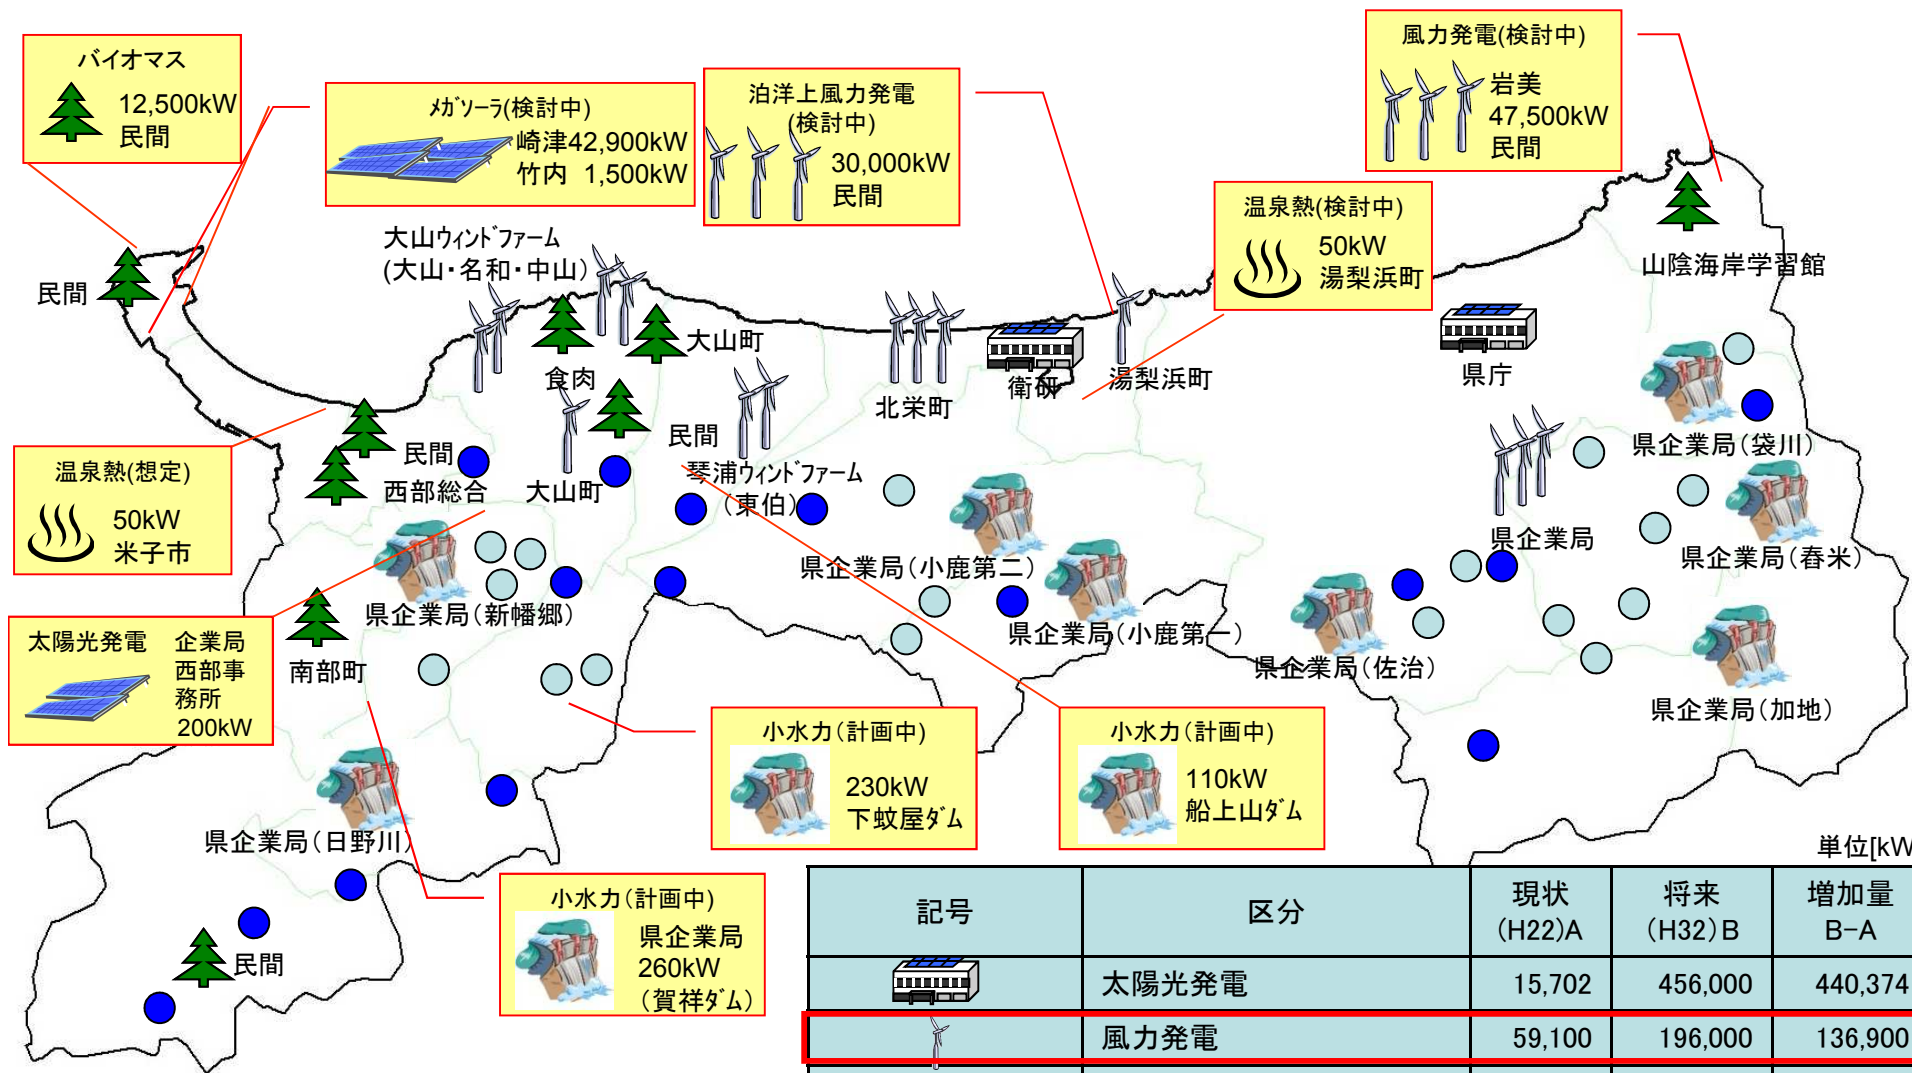 バイオマス
12,500kW
民間
メガソーラ(検討中)
崎津42,900kW
竹内 1,500kW
泊洋上風力発電
(検討中)
30,000kW
民間
風力発電(検討中)
岩美
47,500kW
民間
温泉熱(検討中)
50kW
湯梨浜町
大山ウィンドファーム
(大山・名和・中山)
民間
山陰海岸学習館
大山町
食肉
北栄町
衛研
湯梨浜町
県庁
県企業局(袋川)
民間
西部総合
大山町
民間
琴浦ウィンドファーム
(東伯)
温泉熱(想定)
50kW
米子市
県企業局(小鹿第二)
県企業局
県企業局(舂米)
県企業局(新幡郷)
県企業局(小鹿第一)
県企業局(佐治)
太陽光発電
企業局
西部事
務所
200kW
南部町
県企業局(加地)
小水力(計画中)
230kW
下蚊屋ダム
小水力(計画中)
110kW
船上山ダム
県企業局(日野川)
小水力(計画中)
県企業局
260kW
(賀祥ダム)
民間
単位[kW
記号 区分 現状 (H22)A 将来 (H32)B 増加量 B-A
太陽光発電 15,702 456,000 440,374
風力発電 59,100 196,000 136,900